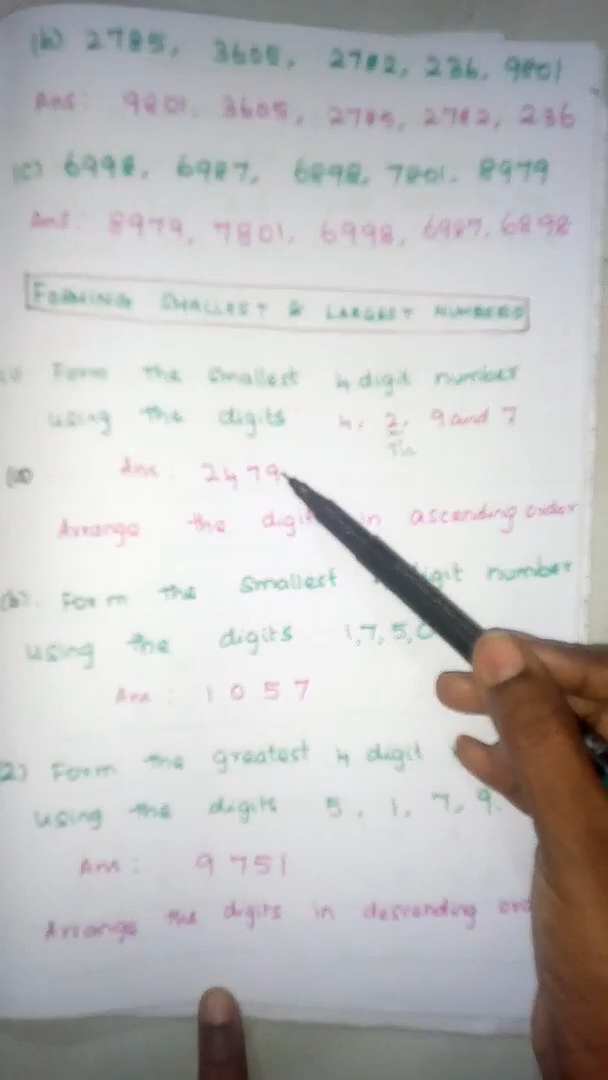 (b) 2785, 3605, 2782, 236, 9801
Ans: 9801, 3605, 2785, 2782, 236
(c) 6998, 6987, 6898, 7801, 8979
Ans: 8979, 7801, 6998, 6987, 6898
FORMING SMALLEST & LARGEST NUMBERS
Form the smallest 4 digit number
using the digits 4, 2, 9 and 7
(a) Ans: 2479
Arrange the digit in ascending order
(b). Form the smallest digit number
using the digits 1,7,5,0
Ans: 1057
2) Form the greatest 4 digit
using the digits 5, 1, 7, 9.
Ans: 9751
Arrange the digits in descending